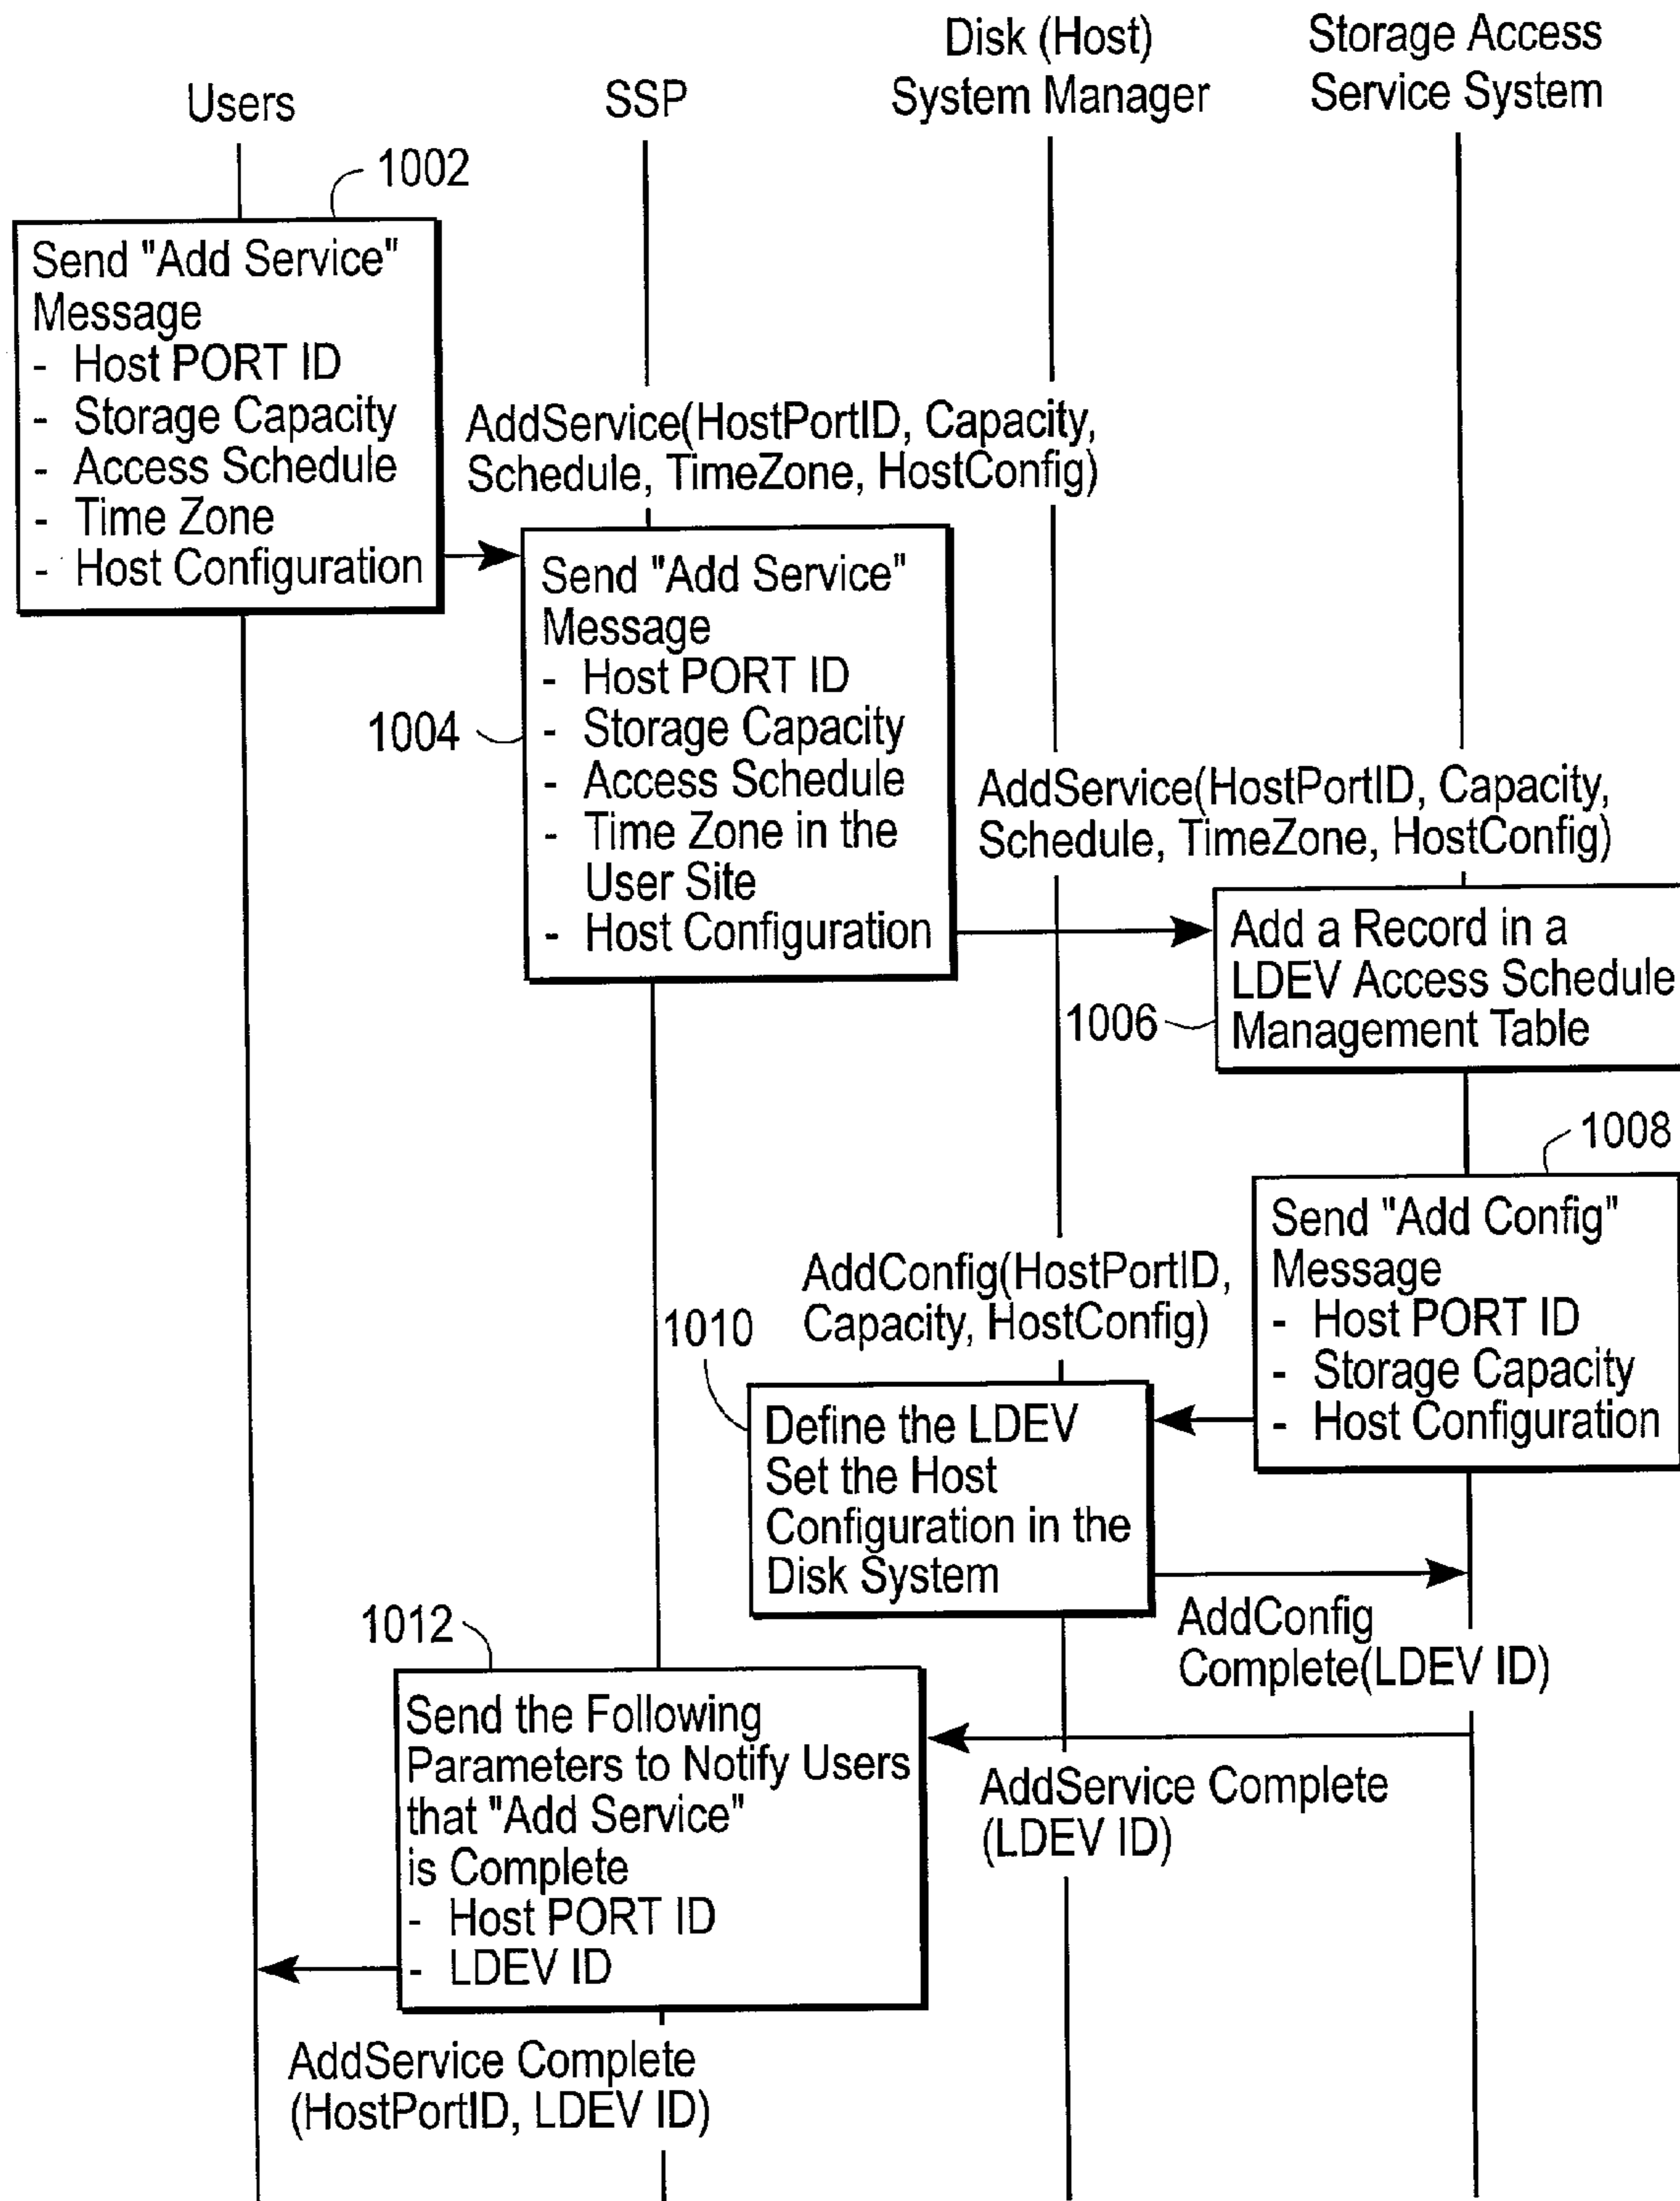 Users
SSP
Disk (Host)
System Manager
Storage Access
Service System
1002
Send "Add Service"
Message
- Host PORT ID
- Storage Capacity
- Access Schedule
- Time Zone
- Host Configuration
AddService(HostPortID, Capacity,
Schedule, TimeZone, HostConfig)
1004
Send "Add Service"
Message
- Host PORT ID
- Storage Capacity
- Access Schedule
- Time Zone in the
User Site
- Host Configuration
AddService(HostPortID, Capacity,
Schedule, TimeZone, HostConfig)
1006
Add a Record in a
LDEV Access Schedule
Management Table
1008
Send "Add Config"
Message
- Host PORT ID
- Storage Capacity
- Host Configuration
AddConfig(HostPortID,
Capacity, HostConfig)
1010
Define the LDEV
Set the Host
Configuration in the
Disk System
AddConfig
Complete(LDEV ID)
1012
Send the Following
Parameters to Notify Users
that "Add Service"
is Complete
- Host PORT ID
- LDEV ID
AddService Complete
(LDEV ID)
AddService Complete
(HostPortID, LDEV ID)